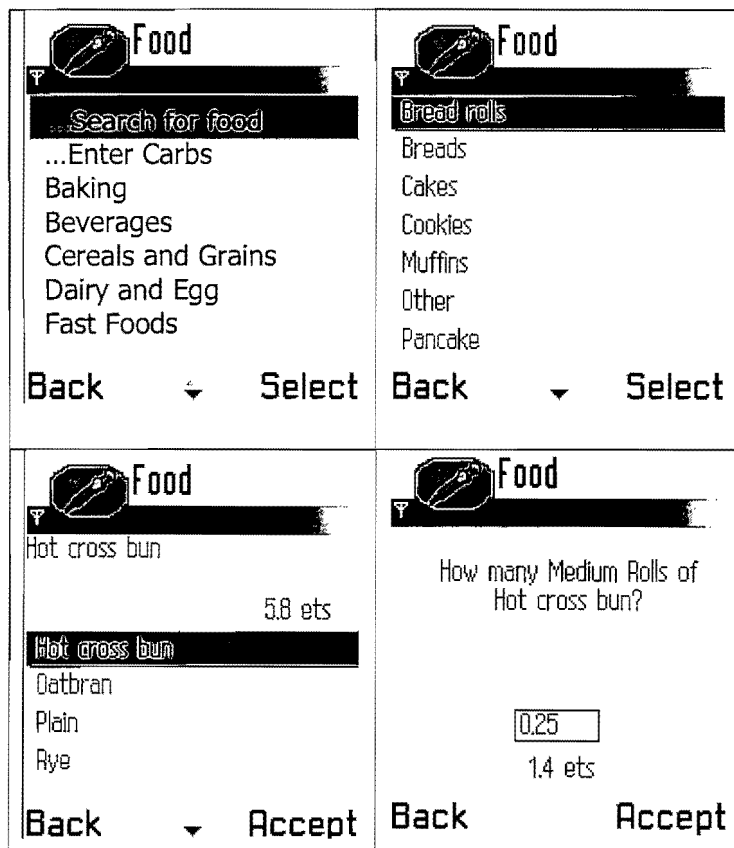 Food
...Search for food
...Enter Carbs
Baking
Beverages
Cereals and Grains
Dairy and Egg
Fast Foods
Back Select
Food
Bread rolls
Breads
Cakes
Cookies
Muffins
Other
Pancake
Back Select
Food
Hot cross bun
5.8 ets
Hot cross bun
Oatbran
Plain
Rye
Back Accept
Food
How many Medium Rolls of
Hot cross bun?
0.25
1.4 ets
Back Accept